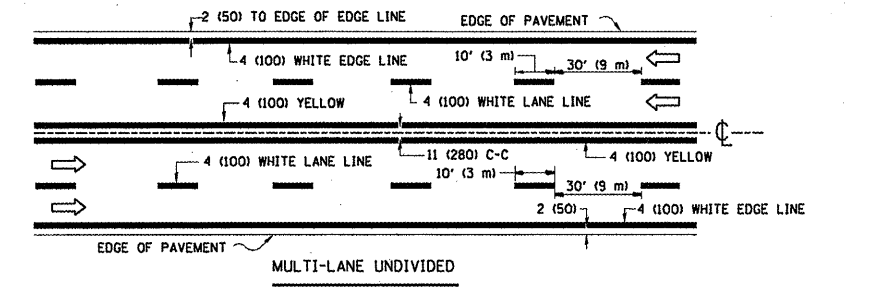 2 (50) TO EDGE OF EDGE LINE
EDGE OF PAVEMENT
4 (100) WHITE EDGE LINE
10' (3 m)
30' (9 m)
4 (100) YELLOW
4 (100) WHITE LANE LINE
℄
4 (100) WHITE LANE LINE
11 (280) C-C
4 (100) YELLOW
10' (3 m)
30' (9 m)
2 (50)
4 (100) WHITE EDGE LINE
EDGE OF PAVEMENT
MULTI-LANE UNDIVIDED